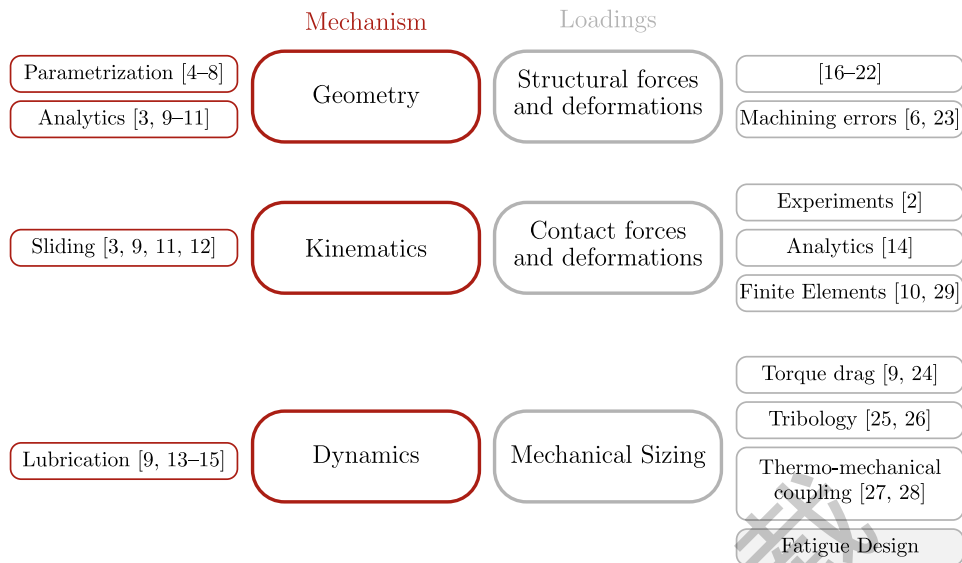 Mechanism
Loadings
Parametrization [4–8]
Analytics [3, 9–11]
Geometry
Structural forces
and deformations
[16–22]
Machining errors [6, 23]
Sliding [3, 9, 11, 12]
Kinematics
Contact forces
and deformations
Experiments [2]
Analytics [14]
Finite Elements [10, 29]
Lubrication [9, 13–15]
Dynamics
Mechanical Sizing
Torque drag [9, 24]
Tribology [25, 26]
Thermo-mechanical
coupling [27, 28]
Fatigue Design